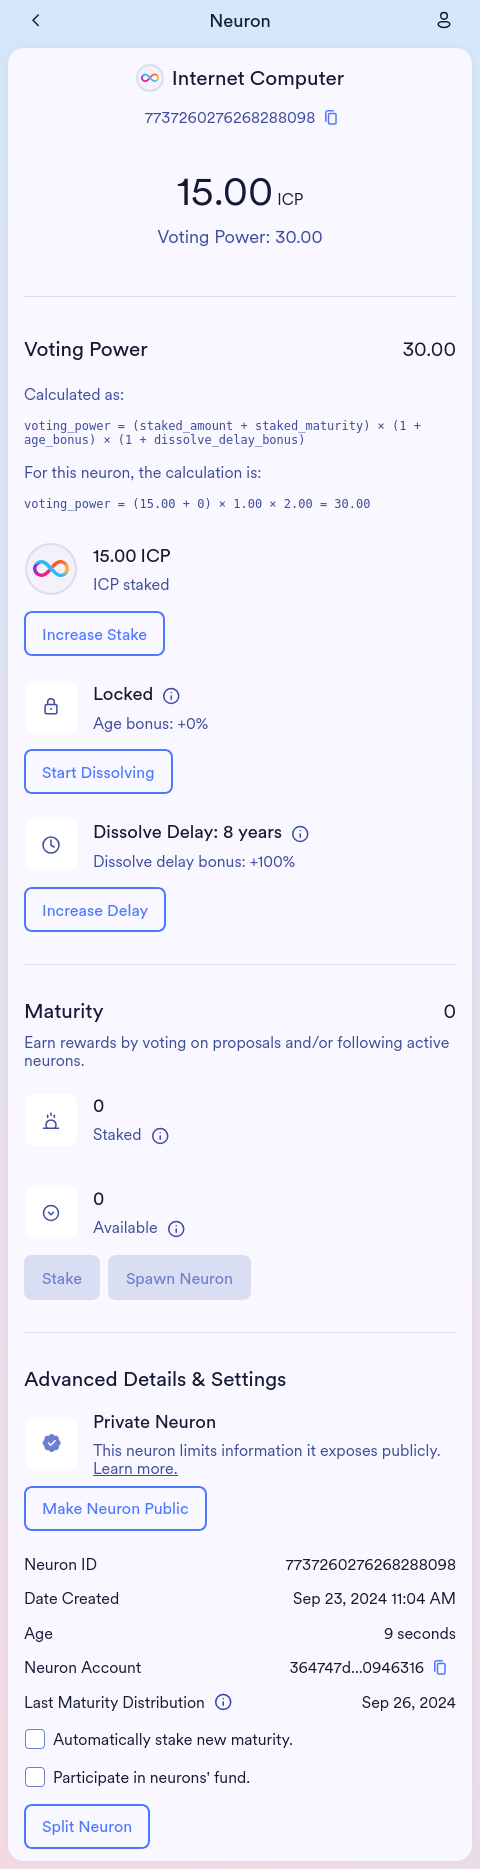 Neuron
Internet Computer
7737260276268288098
15.00 ICP
Voting Power: 30.00
Voting Power 30.00
Calculated as:
voting_power = (staked_amount + staked_maturity) × (1 +
age_bonus) × (1 + dissolve_delay_bonus)
For this neuron, the calculation is:
voting_power = (15.00 + 0) × 1.00 × 2.00 = 30.00
15.00 ICP
ICP staked
Increase Stake
Locked
Age bonus: +0%
Start Dissolving
Dissolve Delay: 8 years
Dissolve delay bonus: +100%
Increase Delay
Maturity 0
Earn rewards by voting on proposals and/or following active
neurons.
0
Staked
0
Available
Stake Spawn Neuron
Advanced Details & Settings
Private Neuron
This neuron limits information it exposes publicly.
Learn more.
Make Neuron Public
Neuron ID 7737260276268288098
Date Created Sep 23, 2024 11:04 AM
Age 9 seconds
Neuron Account 364747d...0946316
Last Maturity Distribution Sep 26, 2024
Automatically stake new maturity.
Participate in neurons' fund.
Split Neuron